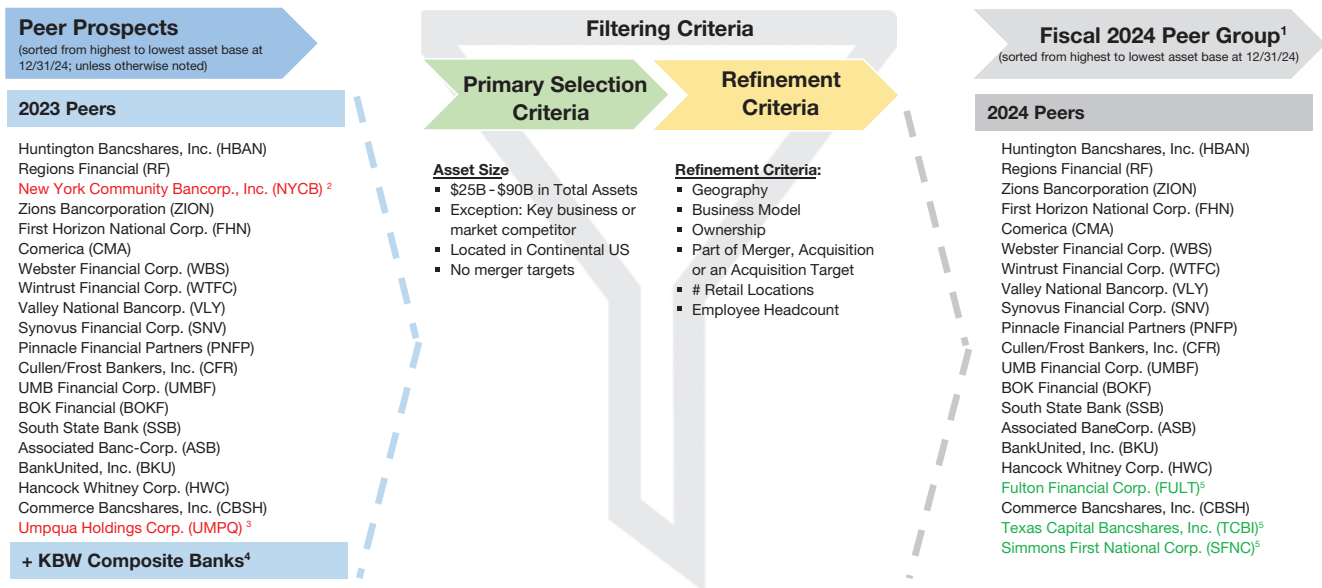 Peer Prospects
(sorted from highest to lowest asset base at
12/31/24; unless otherwise noted)
2023 Peers
Huntington Bancshares, Inc. (HBAN)
Regions Financial (RF)
New York Community Bancorp., Inc. (NYCB) 2
Zions Bancorporation (ZION)
First Horizon National Corp. (FHN)
Comerica (CMA)
Webster Financial Corp. (WBS)
Wintrust Financial Corp. (WTFC)
Valley National Bancorp. (VLY)
Synovus Financial Corp. (SNV)
Pinnacle Financial Partners (PNFP)
Cullen/Frost Bankers, Inc. (CFR)
UMB Financial Corp. (UMBF)
BOK Financial (BOKF)
South State Bank (SSB)
Associated Banc-Corp. (ASB)
BankUnited, Inc. (BKU)
Hancock Whitney Corp. (HWC)
Commerce Bancshares, Inc. (CBSH)
Umpqua Holdings Corp. (UMPQ) 3
+ KBW Composite Banks4
Filtering Criteria
Primary Selection
Criteria
Asset Size
▪ $25B - $90B in Total Assets
▪ Exception: Key business or
market competitor
▪ Located in Continental US
▪ No merger targets
Refinement
Criteria
Refinement Criteria:
▪ Geography
▪ Business Model
▪ Ownership
▪ Part of Merger, Acquisition
or an Acquisition Target
▪ # Retail Locations
▪ Employee Headcount
Fiscal 2024 Peer Group1
(sorted from highest to lowest asset base at 12/31/24)
2024 Peers
Huntington Bancshares, Inc. (HBAN)
Regions Financial (RF)
Zions Bancorporation (ZION)
First Horizon National Corp. (FHN)
Comerica (CMA)
Webster Financial Corp. (WBS)
Wintrust Financial Corp. (WTFC)
Valley National Bancorp. (VLY)
Synovus Financial Corp. (SNV)
Pinnacle Financial Partners (PNFP)
Cullen/Frost Bankers, Inc. (CFR)
UMB Financial Corp. (UMBF)
BOK Financial (BOKF)
South State Bank (SSB)
Associated BaneCorp. (ASB)
BankUnited, Inc. (BKU)
Hancock Whitney Corp. (HWC)
Fulton Financial Corp. (FULT)5
Commerce Bancshares, Inc. (CBSH)
Texas Capital Bancshares, Inc. (TCBI)5
Simmons First National Corp. (SFNC)5